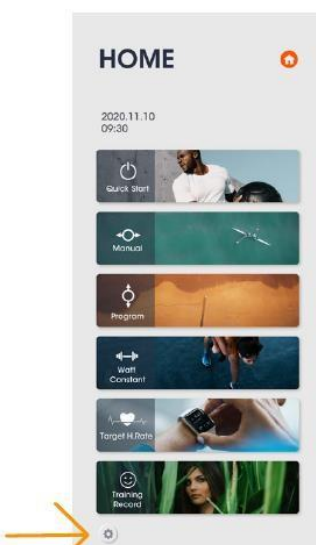 HOME
2020.11.10
09:30
Quick Start
Manual
Program
Watt
Constant
Target H.Rate
Training
Record